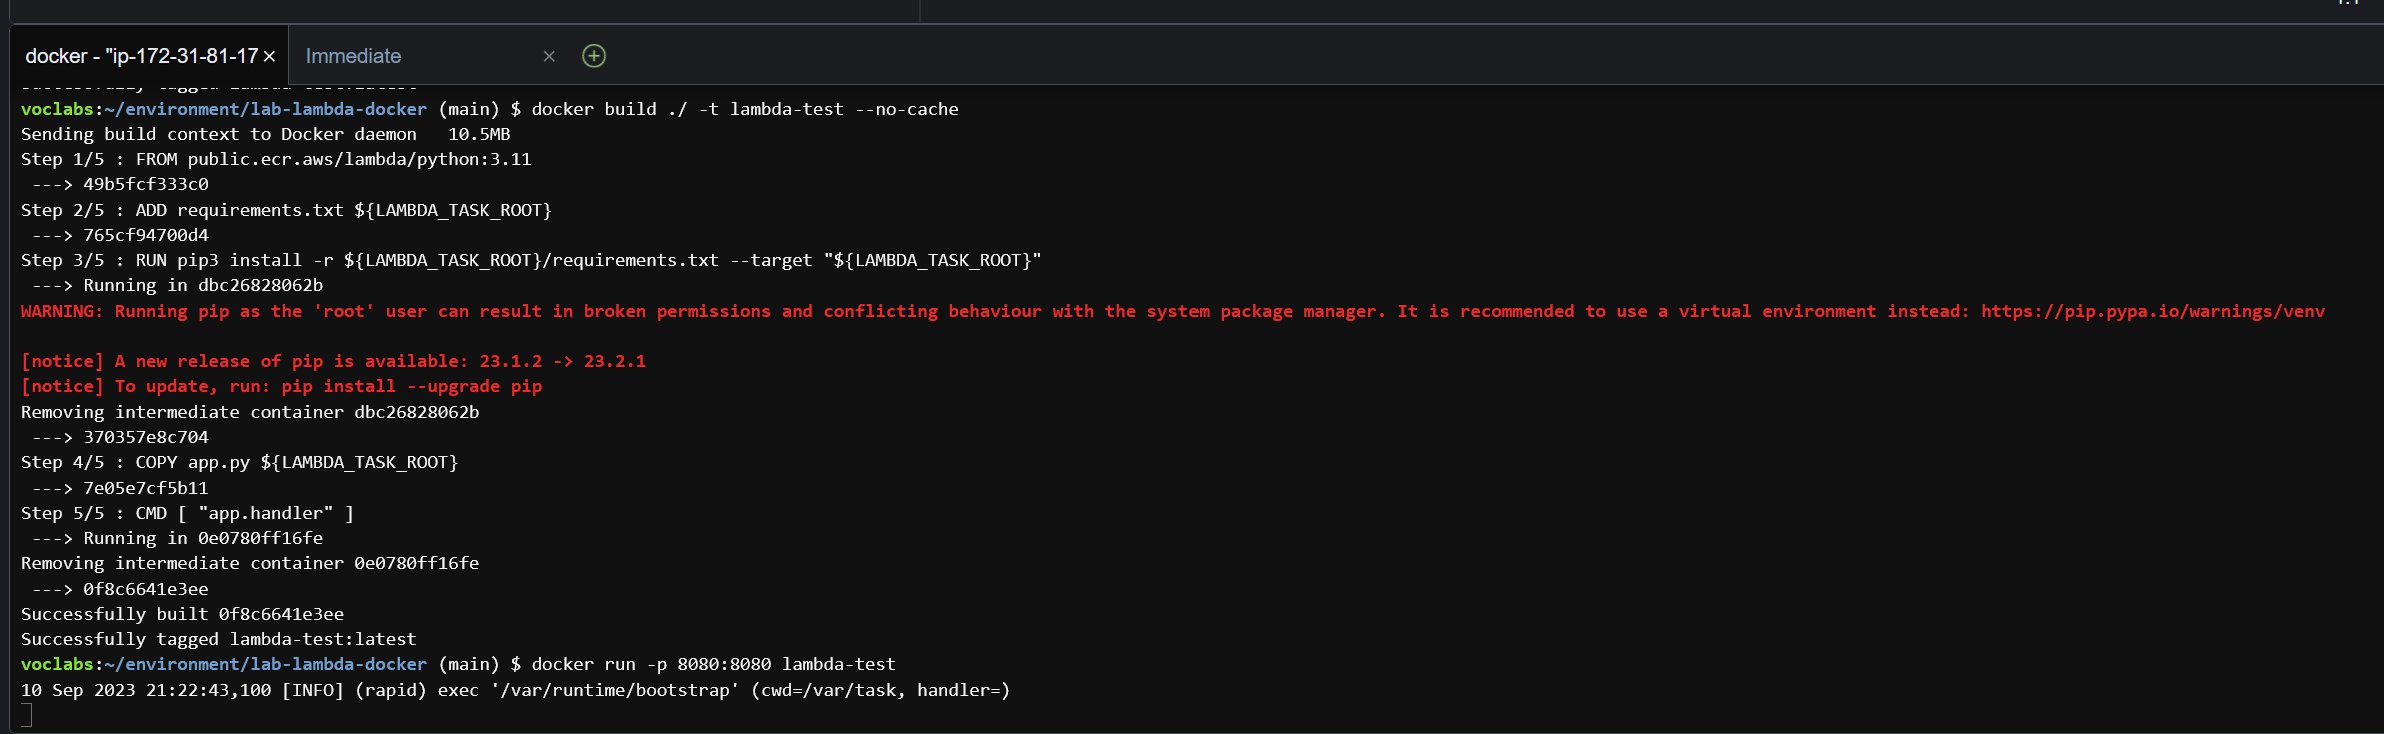 docker - "ip-172-31-81-17 ×
Immediate ×
voclabs:~/environment/lab-lambda-docker (main) $ docker build ./ -t lambda-test --no-cache
Sending build context to Docker daemon   10.5MB
Step 1/5 : FROM public.ecr.aws/lambda/python:3.11
 ---> 49b5fcf333c0
Step 2/5 : ADD requirements.txt ${LAMBDA_TASK_ROOT}
 ---> 765cf94700d4
Step 3/5 : RUN pip3 install -r ${LAMBDA_TASK_ROOT}/requirements.txt --target "${LAMBDA_TASK_ROOT}"
 ---> Running in dbc26828062b
WARNING: Running pip as the 'root' user can result in broken permissions and conflicting behaviour with the system package manager. It is recommended to use a virtual environment instead: https://pip.pypa.io/warnings/venv
[notice] A new release of pip is available: 23.1.2 -> 23.2.1
[notice] To update, run: pip install --upgrade pip
Removing intermediate container dbc26828062b
 ---> 370357e8c704
Step 4/5 : COPY app.py ${LAMBDA_TASK_ROOT}
 ---> 7e05e7cf5b11
Step 5/5 : CMD [ "app.handler" ]
 ---> Running in 0e0780ff16fe
Removing intermediate container 0e0780ff16fe
 ---> 0f8c6641e3ee
Successfully built 0f8c6641e3ee
Successfully tagged lambda-test:latest
voclabs:~/environment/lab-lambda-docker (main) $ docker run -p 8080:8080 lambda-test
10 Sep 2023 21:22:43,100 [INFO] (rapid) exec '/var/runtime/bootstrap' (cwd=/var/task, handler=)